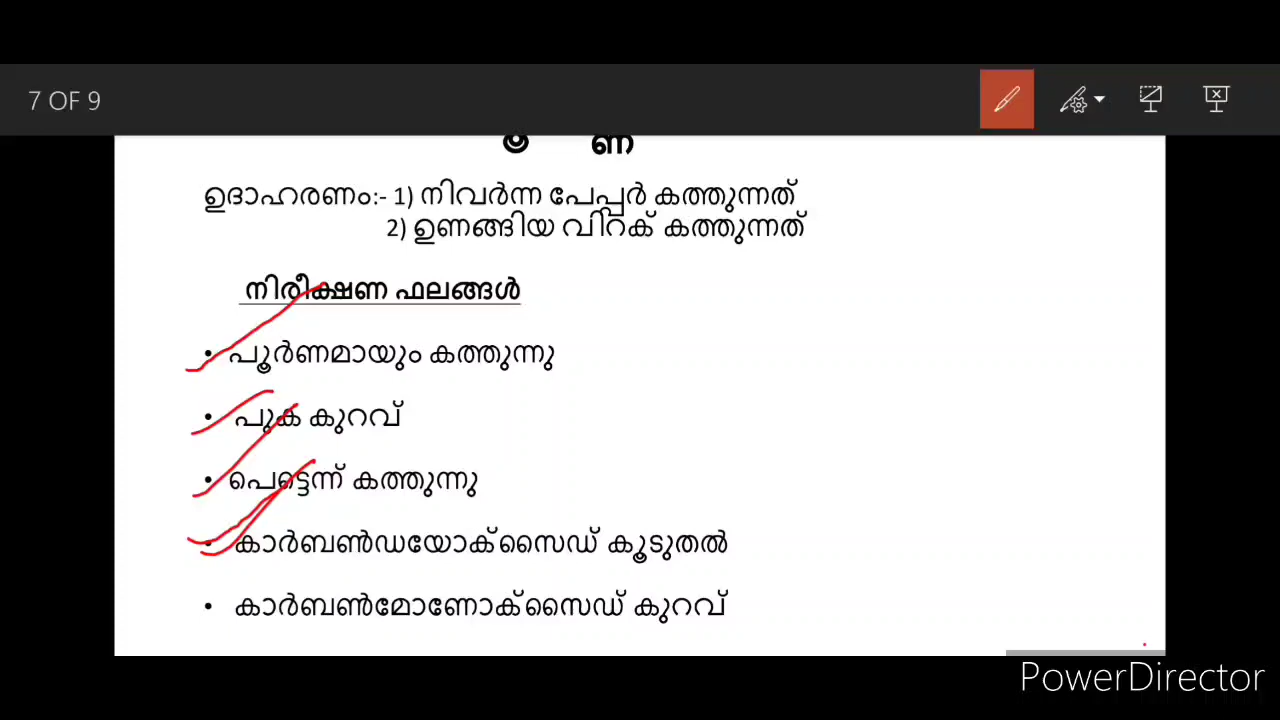 7 OF 9
ഉദാഹരണം:- 1) നിവർന്ന പേപ്പർ കത്തുന്നത്
2) ഉണങ്ങിയ വിറക് കത്തുന്നത്
നിരീക്ഷണ ഫലങ്ങൾ
• പൂർണമായും കത്തുന്നു
• പുക കുറവ്
• പെട്ടെന്ന് കത്തുന്നു
• കാർബൺഡയോക്സൈഡ് കൂടുതൽ
• കാർബൺമോണോക്സൈഡ് കുറവ്
PowerDirector